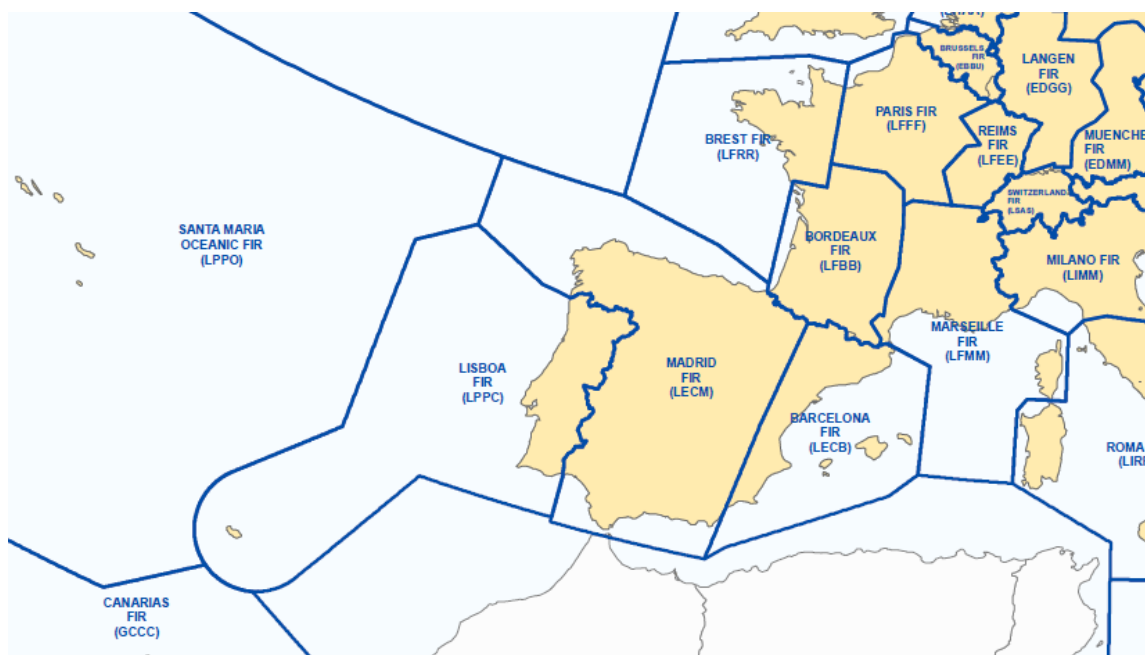 BRUSSELS
FIR
(EBBU)
LANGEN
FIR
(EDGG)
PARIS FIR
(LFFF)
REIMS
FIR
(LFEE)
MUENCHE
FIR
(EDMM)
BREST FIR
(LFRR)
SWITZERLAND
FIR
(LSAS)
SANTA MARIA
OCEANIC FIR
(LPPO)
BORDEAUX
FIR
(LFBB)
MILANO FIR
(LIMM)
MARSEILLE
FIR
(LFMM)
LISBOA
FIR
(LPPC)
MADRID
FIR
(LECM)
BARCELONA
FIR
(LECB)
ROMA
(LIR
CANARIAS
FIR
(GCCC)